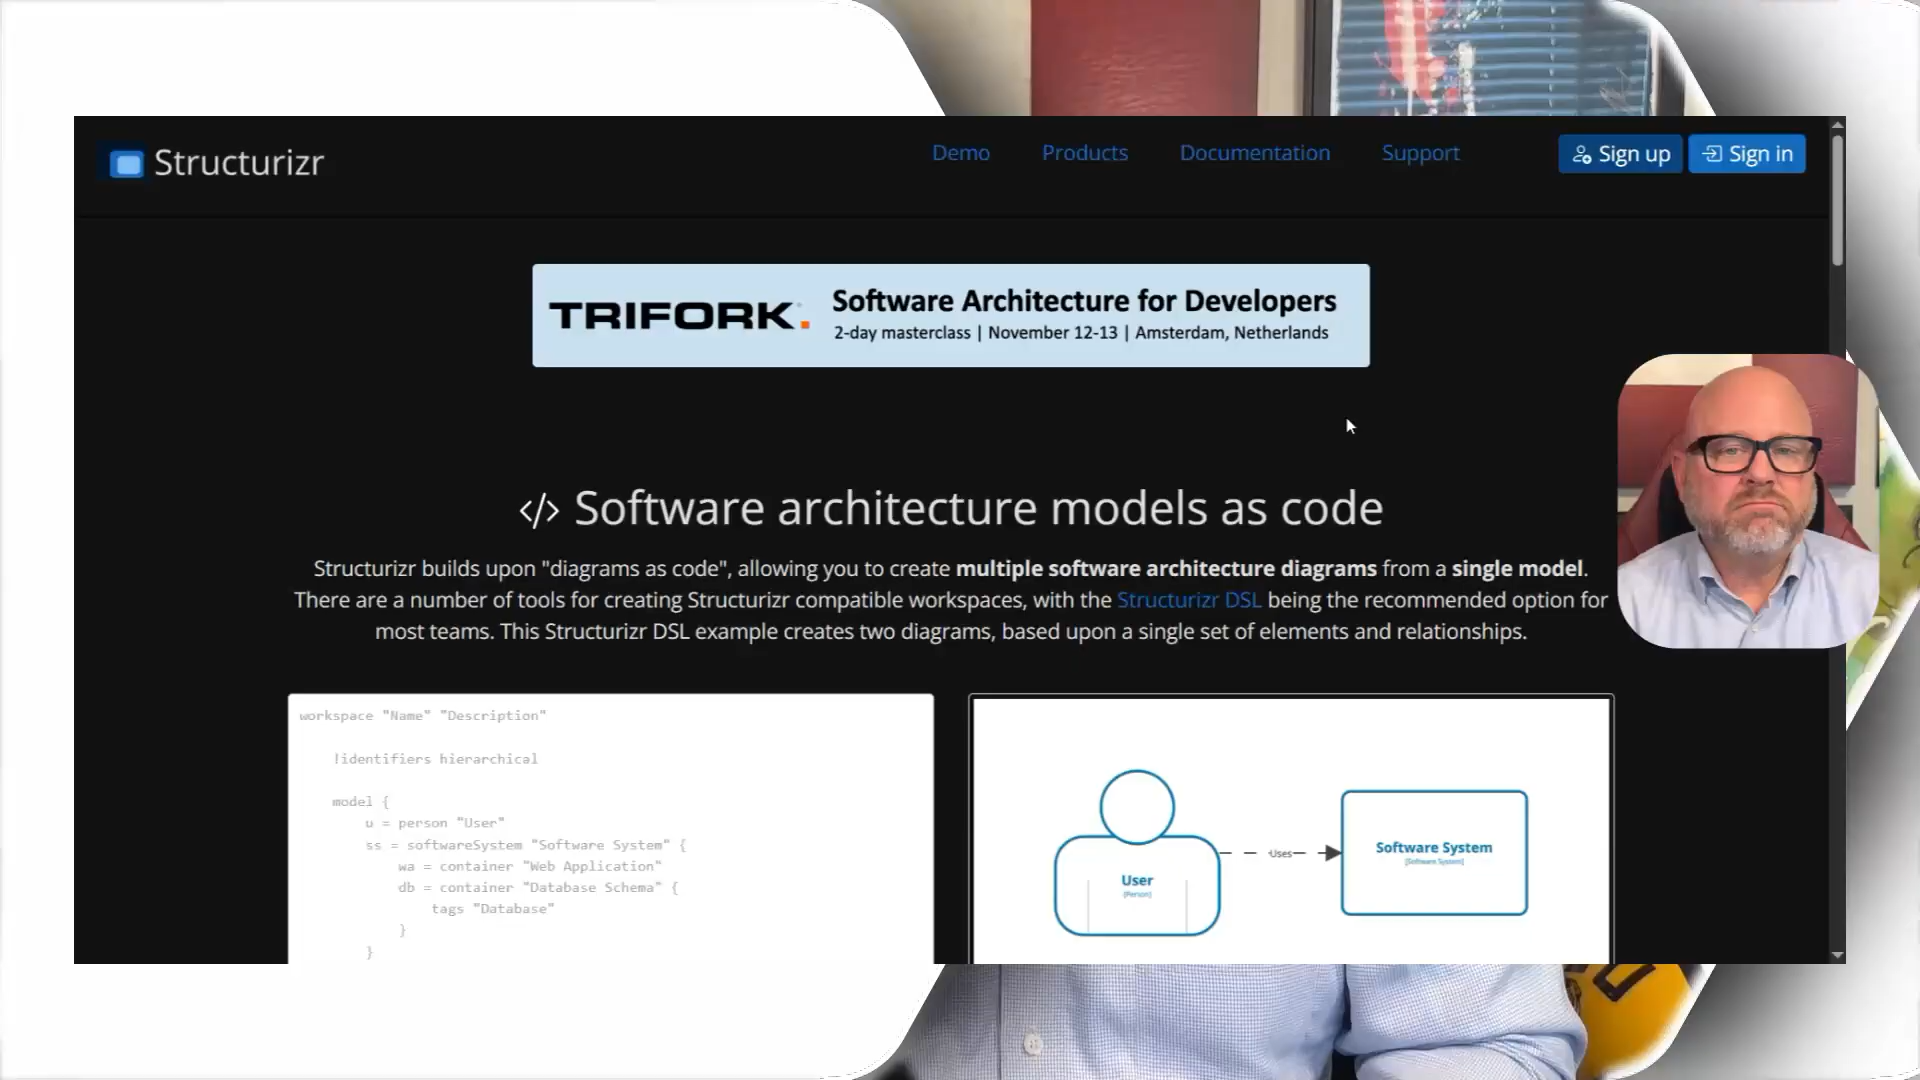 Structurizr
Demo
Products
Documentation
Support
Sign up
Sign in
TRIFORK.
Software Architecture for Developers
2-day masterclass | November 12-13 | Amsterdam, Netherlands
</> Software architecture models as code
Structurizr builds upon "diagrams as code", allowing you to create multiple software architecture diagrams from a single model.
There are a number of tools for creating Structurizr compatible workspaces, with the Structurizr DSL being the recommended option for
most teams. This Structurizr DSL example creates two diagrams, based upon a single set of elements and relationships.
workspace "Name" "Description"
!identifiers hierarchical
model {
u = person "User"
ss = softwareSystem "Software System" {
wa = container "Web Application"
db = container "Database Schema" {
tags "Database"
}
}
User
[Person]
Uses
Software System
[Software System]